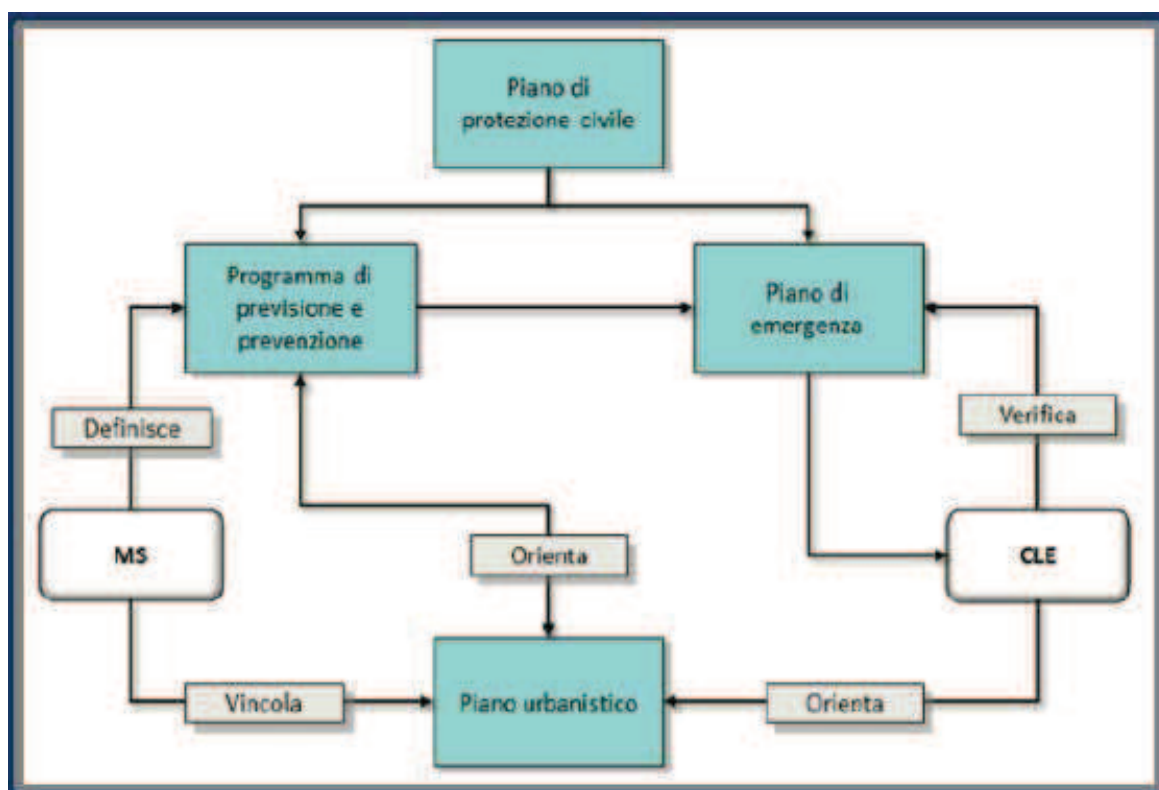 Piano di
protezione civile
Programma di
previsione e
prevenzione
Piano di
emergenza
Definisce
Verifica
MS
Orienta
CLE
Vincola
Piano urbanistico
Orienta